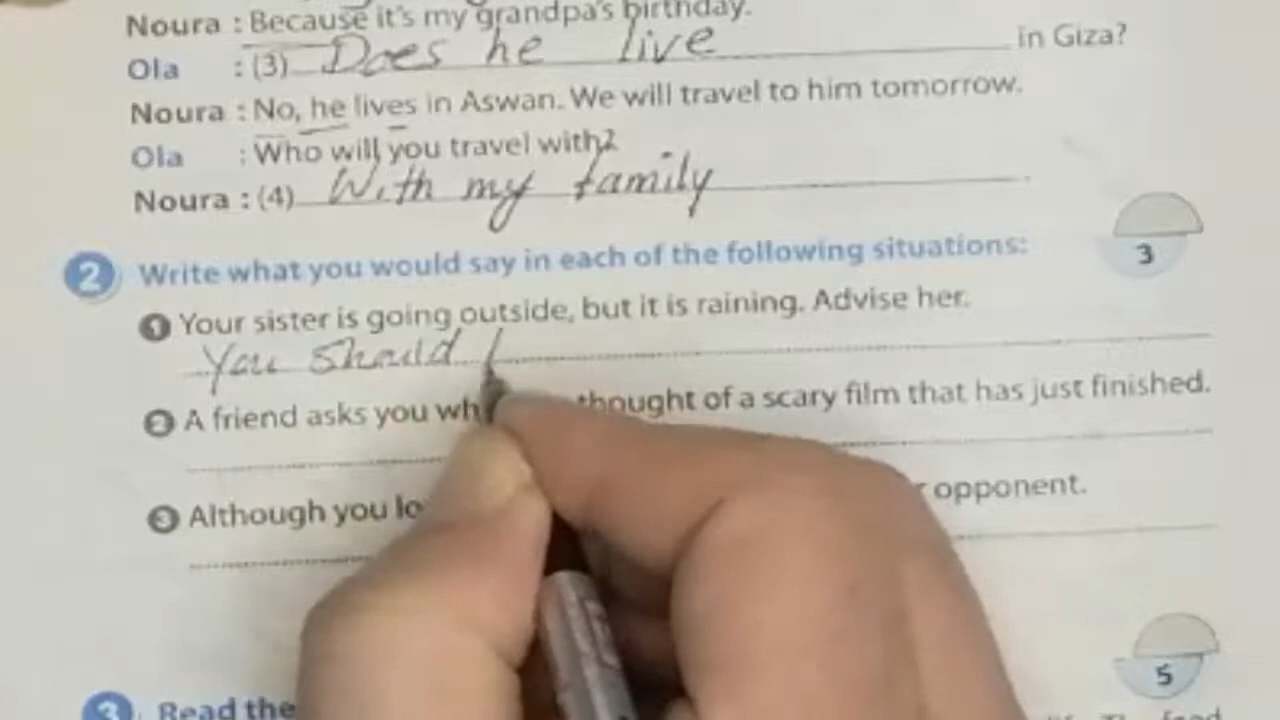 Noura : Because it's my grandpa's birthday.
Ola : (3) Does he live in Giza?
Noura : No, he lives in Aswan. We will travel to him tomorrow.
Ola : Who will you travel with?
Noura : (4) With my family
2 Write what you would say in each of the following situations: 3
1 Your sister is going outside, but it is raining. Advise her.
You Should
2 A friend asks you thought of a scary film that has just finished.
3 Although you opponent.
5
3 Read the